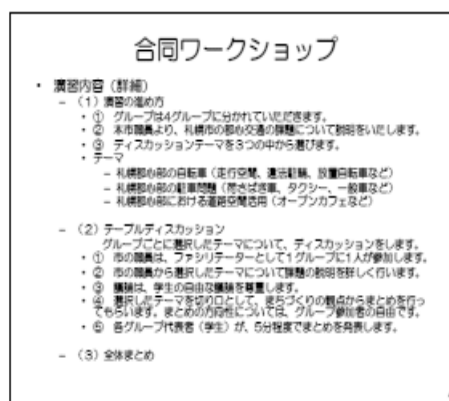 合同ワークショップ
• 演習内容（詳細）
– （１）演習の進め方
• ① グループは4グループに分かれていただきます。
• ② 本市職員より、札幌市の都心交通の課題について説明をいたします。
• ③ ディスカッションテーマを３つの中から選びます。
• テーマ
– 札幌都心部の自転車（走行空間、違法駐輪、放置自転車など）
– 札幌都心部の駐車問題（荷さばき車、タクシー、一般車など）
– 札幌都心部における道路空間活用（オープンカフェなど）
– （２）テーブルディスカッション
グループごとに選択したテーマについて、ディスカッションをします。
• ① 市の職員は、ファシリテーターとして1グループに1人が参加します。
• ② 市の職員から選択したテーマについて課題の説明を詳しく行います。
• ③ 議論は、学生の自由な議論を尊重します。
• ④ 選択したテーマを切り口として、まちづくりの観点からまとめを行っ
てもらいます。まとめの方向性については、グループ参加者の自由です。
• ⑤ 各グループ代表者（学生）が、5分程度でまとめを発表します。
– （３）全体まとめ